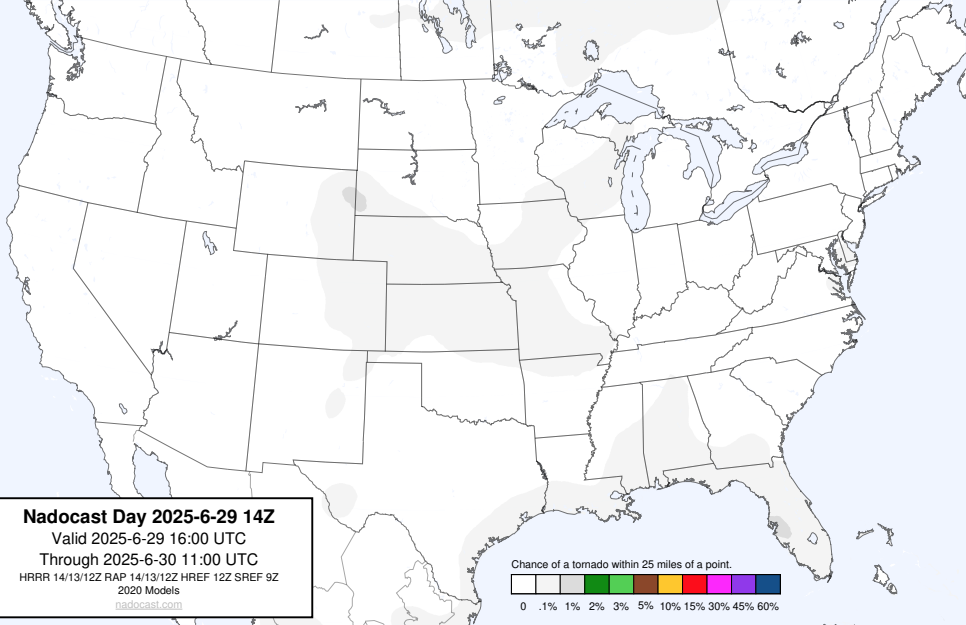 Nadocast Day 2025-6-29 14Z
Valid 2025-6-29 16:00 UTC
Through 2025-6-30 11:00 UTC
HRRR 14/13/12Z RAP 14/13/12Z HREF 12Z SREF 9Z
2020 Models
nadocast.com
Chance of a tornado within 25 miles of a point.
0 .1% 1% 2% 3% 5% 10% 15% 30% 45% 60%